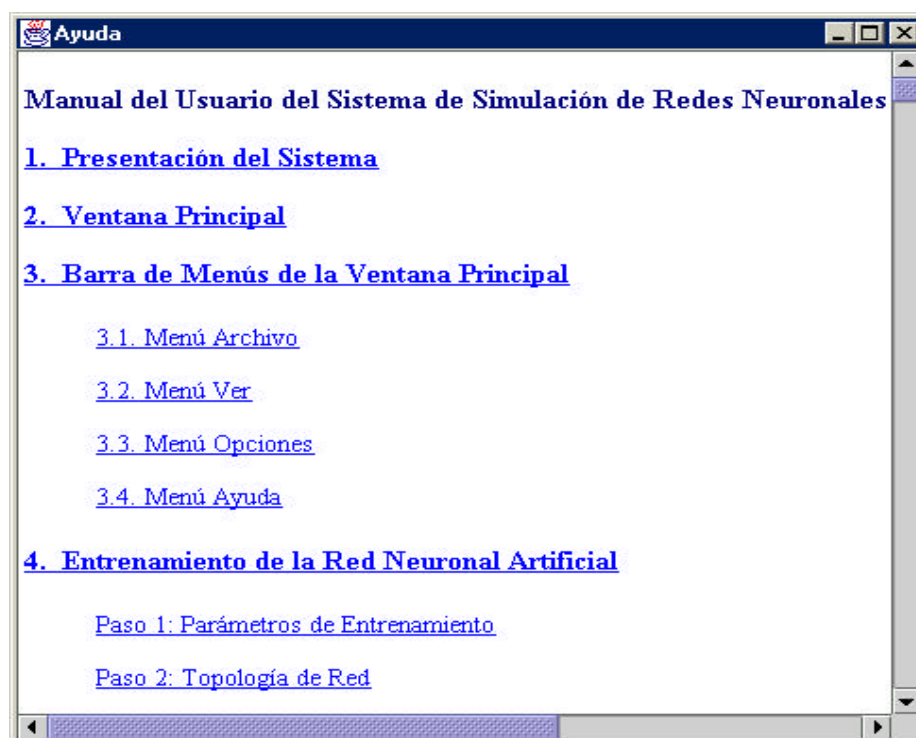 Ayuda
Manual del Usuario del Sistema de Simulación de Redes Neuronales
1. Presentación del Sistema
2. Ventana Principal
3. Barra de Menús de la Ventana Principal
3.1. Menú Archivo
3.2. Menú Ver
3.3. Menú Opciones
3.4. Menú Ayuda
4. Entrenamiento de la Red Neuronal Artificial
Paso 1: Parámetros de Entrenamiento
Paso 2: Topología de Red